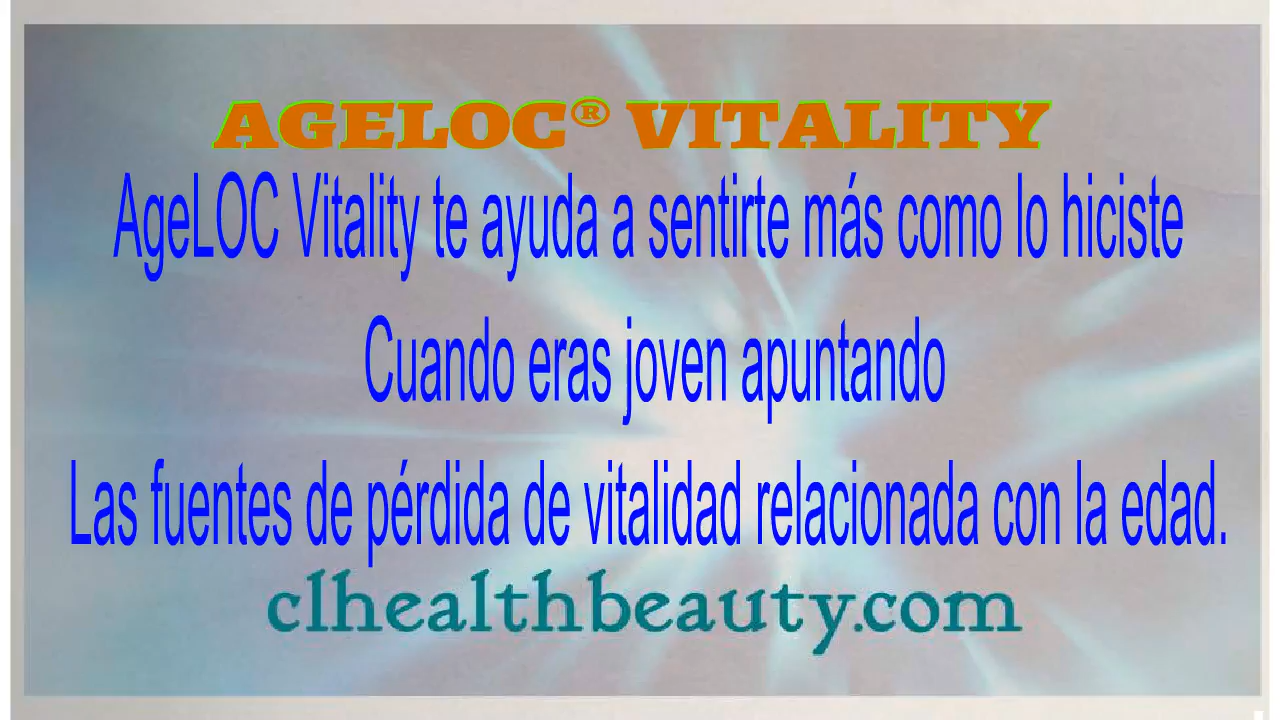 AGELOC® VITALITY
AgeLOC Vitality te ayuda a sentirte más como lo hiciste
Cuando eras joven apuntando
Las fuentes de pérdida de vitalidad relacionada con la edad.
clhealthbeauty.com